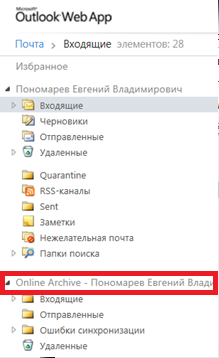 Microsoft
Outlook Web App
Почта > Входящие элементов: 28
Избранное
Пономарев Евгений Владимирович
Входящие
Черновики
Отправленные
Удаленные
Quarantine
RSS-каналы
Sent
Заметки
Нежелательная почта
Папки поиска
Online Archive - Пономарев Евгений Влади
Входящие
Отправленные
Ошибки синхронизации
Удаленные